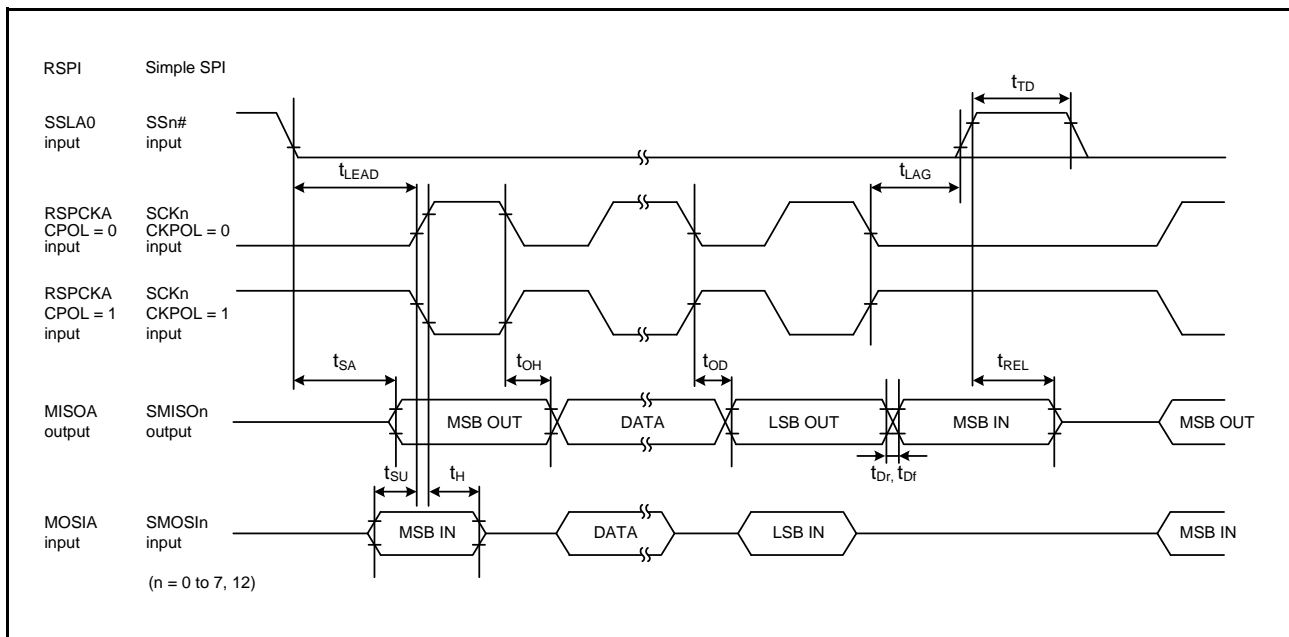 RSPI Simple SPI
tTD
SSLA0 SSn#
input input
tLEAD tLAG
RSPCKA SCKn
CPOL = 0 CKPOL = 0
input input
RSPCKA SCKn
CPOL = 1 CKPOL = 1
input input
tSA tOH tOD tREL
MISOA SMISOn
output output
MSB OUT DATA LSB OUT MSB IN MSB OUT
tSU tH tDr, tDf
MOSIA SMOSIn
input input
MSB IN DATA LSB IN MSB IN
(n = 0 to 7, 12)